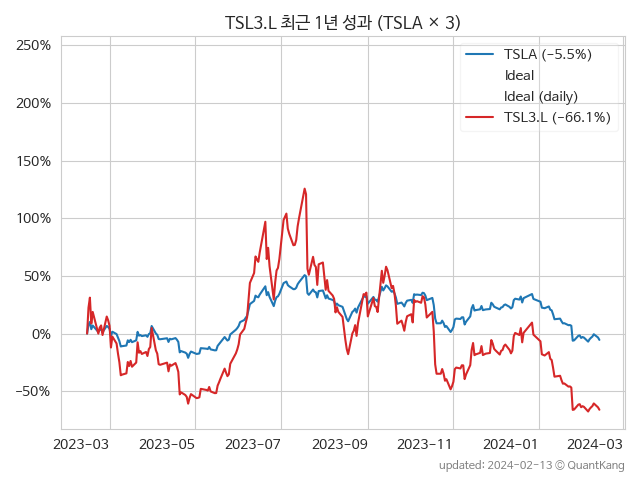 TSL3.L 최근 1년 성과 (TSLA × 3)
250%
200%
150%
100%
50%
0%
−50%
TSLA (−5.5%)
Ideal
Ideal (daily)
TSL3.L (−66.1%)
2023-03
2023-05
2023-07
2023-09
2023-11
2024-01
2024-03
updated: 2024-02-13 © QuantKang